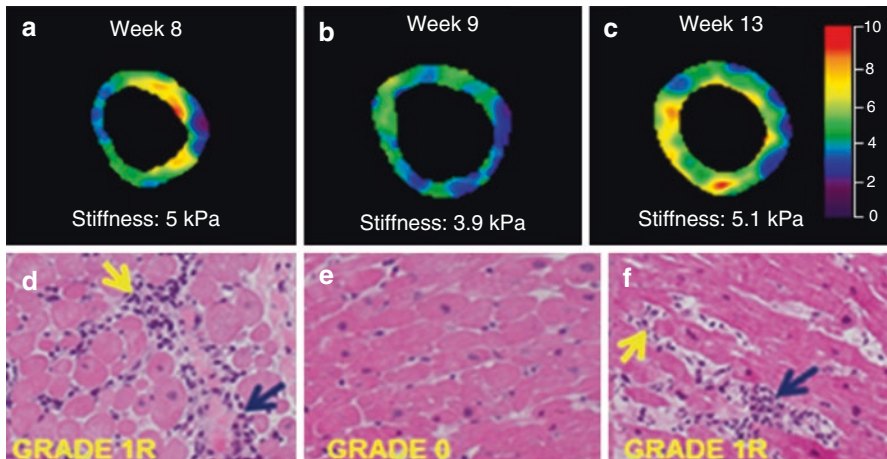 a
Week 8
b
Week 9
c
Week 13
10
8
6
4
2
0
Stiffness: 5 kPa
Stiffness: 3.9 kPa
Stiffness: 5.1 kPa
d
e
f
GRADE 1R
GRADE 0
GRADE 1R